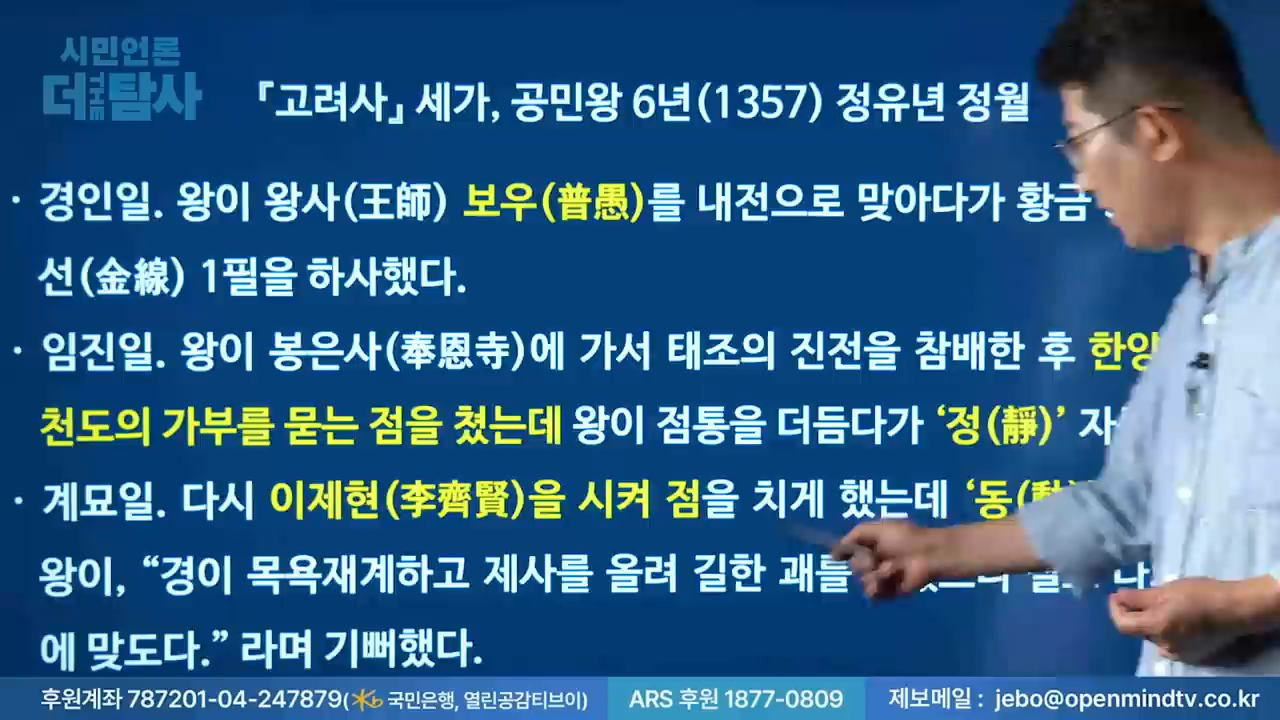 시민언론
더탐사
『고려사』 세가, 공민왕 6년(1357) 정유년 정월
· 경인일. 왕이 왕사(王師) 보우(普愚)를 내전으로 맞아다가 황금
선(金線) 1필을 하사했다.
· 임진일. 왕이 봉은사(奉恩寺)에 가서 태조의 진전을 참배한 후 한양
천도의 가부를 묻는 점을 쳤는데 왕이 점통을 더듬다가 ‘정(靜)’ 자
· 계묘일. 다시 이제현(李齊賢)을 시켜 점을 치게 했는데 ‘동(動)
왕이, “경이 목욕재계하고 제사를 올려 길한 괘를
에 맞도다.” 라며 기뻐했다.
후원계좌 787201-04-247879(국민은행, 열린공감티브이) ARS 후원 1877-0809 제보메일 : jebo@openmindtv.co.kr